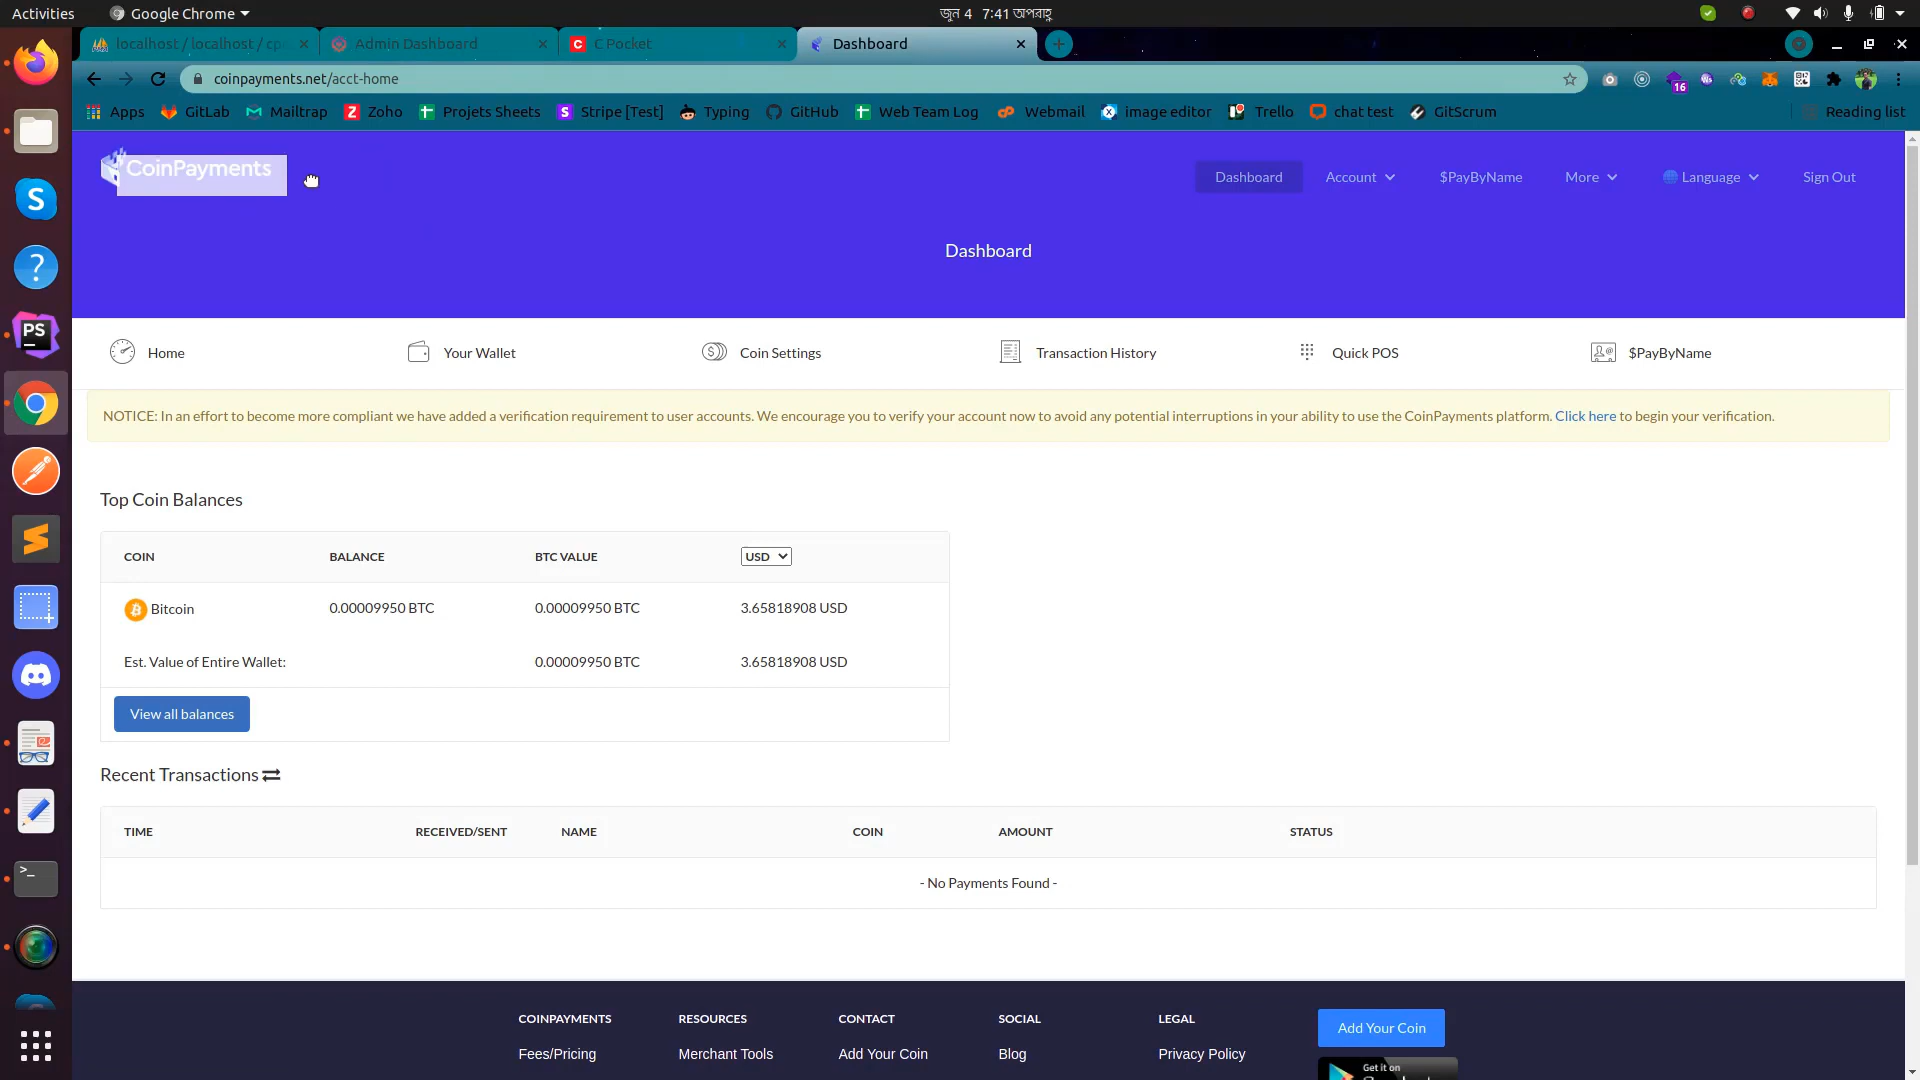 Activities
Google Chrome
জুন 4 7:41 অপরাহ্ণ
localhost / localhost / cp
Admin Dashboard
C Pocket
Dashboard
coinpayments.net/acct-home
16
Apps
GitLab
Mailtrap
Zoho
Projets Sheets
Stripe [Test]
Typing
GitHub
Web Team Log
Webmail
image editor
Trello
chat test
GitScrum
Reading list
CoinPayments
Dashboard
Account
$PayByName
More
Language
Sign Out
Dashboard
Home
Your Wallet
Coin Settings
Transaction History
Quick POS
$PayByName
NOTICE: In an effort to become more compliant we have added a verification requirement to user accounts. We encourage you to verify your account now to avoid any potential interruptions in your ability to use the CoinPayments platform. Click here to begin your verification.
Top Coin Balances
COIN BALANCE BTC VALUE USD
Bitcoin 0.00009950 BTC 0.00009950 BTC 3.65818908 USD
Est. Value of Entire Wallet: 0.00009950 BTC 3.65818908 USD
View all balances
Recent Transactions
TIME RECEIVED/SENT NAME COIN AMOUNT STATUS
- No Payments Found -
COINPAYMENTS RESOURCES CONTACT SOCIAL LEGAL
Add Your Coin
Fees/Pricing Merchant Tools Add Your Coin Blog Privacy Policy
Get it on